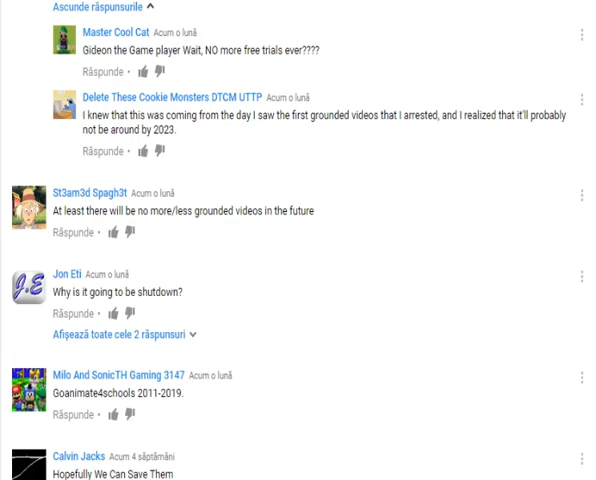 Ascunde răspunsurile
Master Cool Cat Acum o lună
Gideon the Game player Wait, NO more free trials ever????
Răspunde
Delete These Cookie Monsters DTCM UTTP Acum o lună
I knew that this was coming from the day I saw the first grounded videos that I arrested, and I realized that it'll probably
not be around by 2023.
Răspunde
St3am3d Spagh3t Acum o lună
At least there will be no more/less grounded videos in the future
Răspunde
J.E
Jon Eti Acum o lună
Why is it going to be shutdown?
Răspunde
Afișează toate cele 2 răspunsuri
Milo And SonicTH Gaming 3147 Acum o lună
Goanimate4schools 2011-2019.
Răspunde
Calvin Jacks Acum 4 săptămâni
Hopefully We Can Save Them